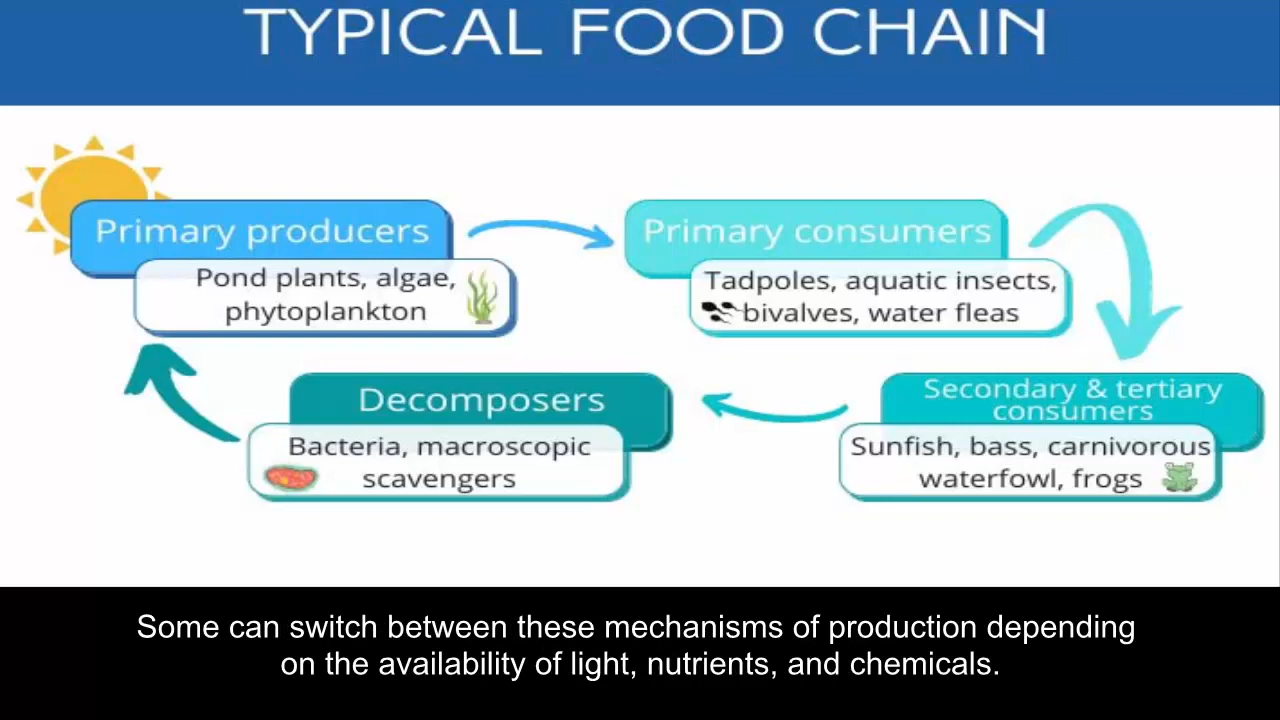 TYPICAL FOOD CHAIN
Primary producers
Pond plants, algae,
phytoplankton
Primary consumers
Tadpoles, aquatic insects,
bivalves, water fleas
Secondary & tertiary
consumers
Sunfish, bass, carnivorous
waterfowl, frogs
Decomposers
Bacteria, macroscopic
scavengers
Some can switch between these mechanisms of production depending
on the availability of light, nutrients, and chemicals.